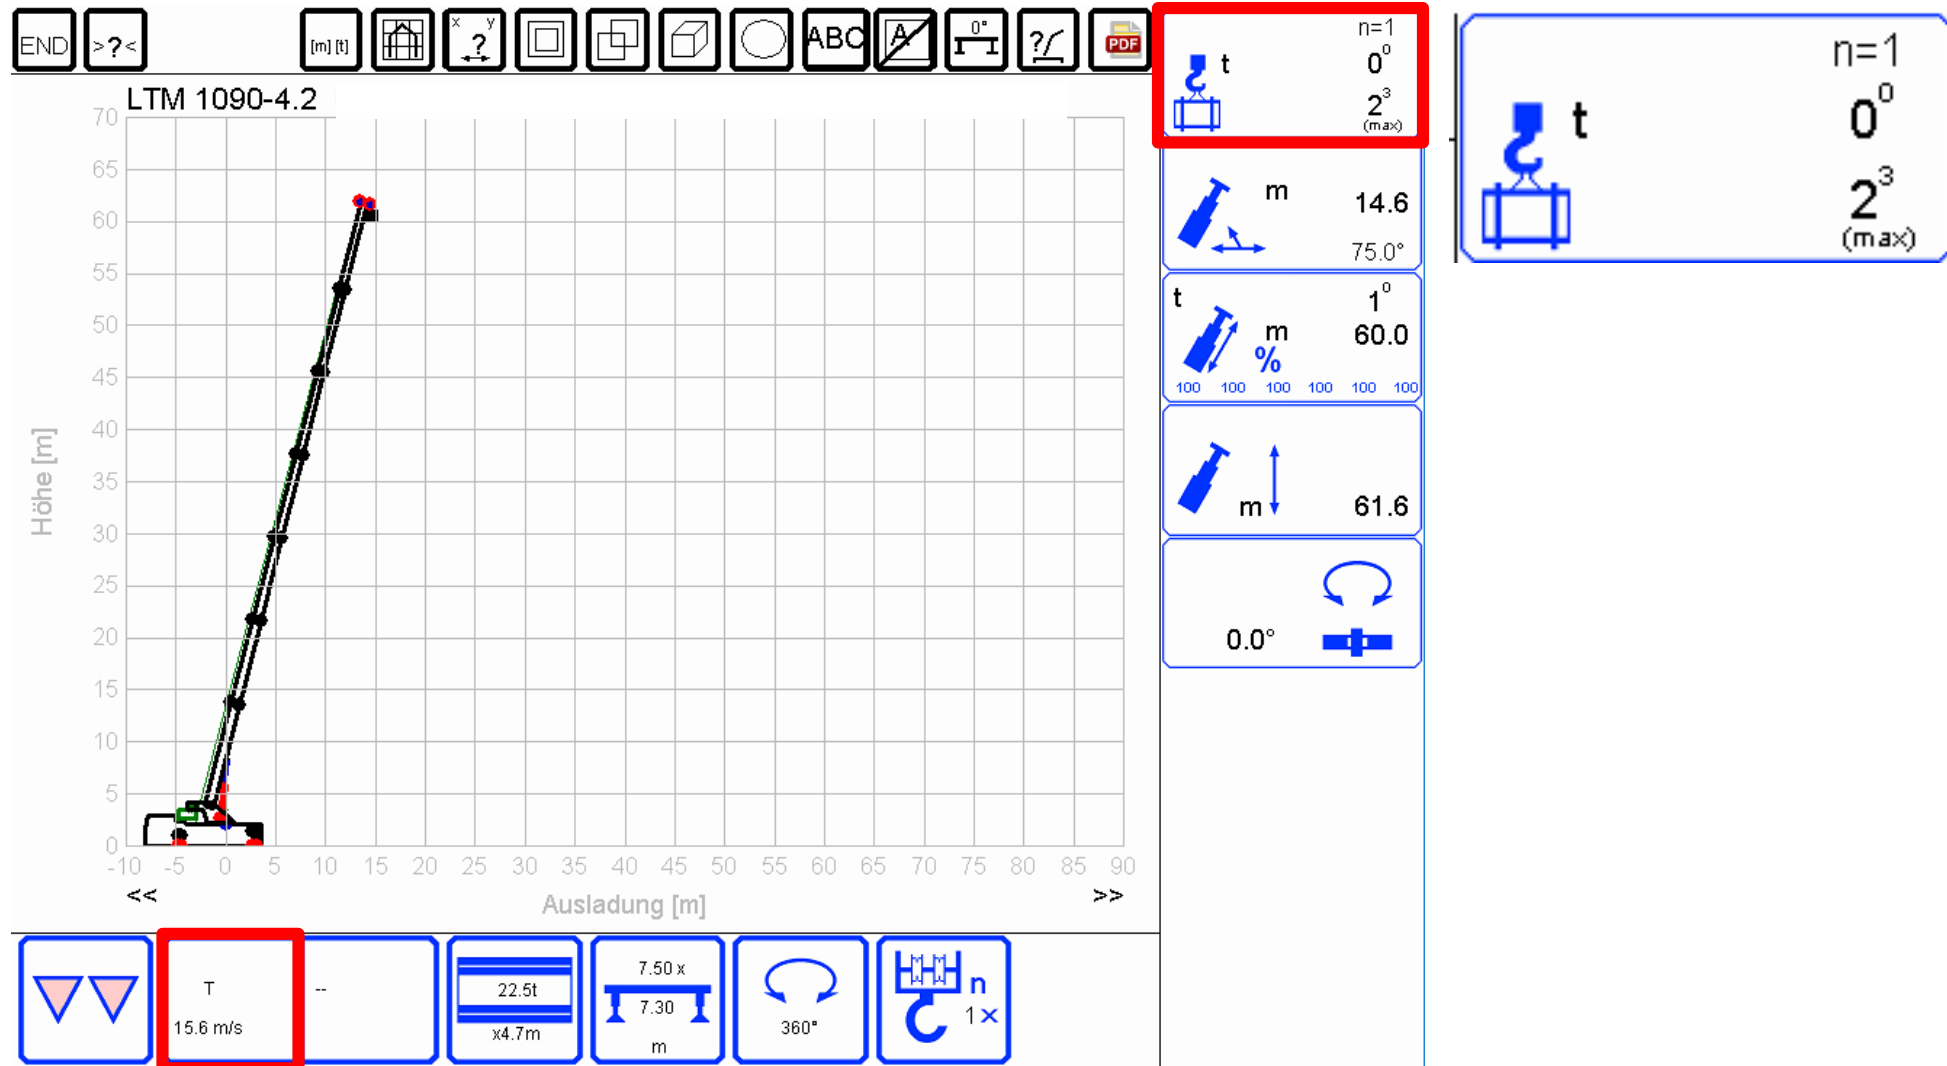 END
>?<
[m] [t]
x y
?
ABC
A
0°
?
PDF
LTM 1090-4.2
70
65
60
55
50
45
40
35
30
25
20
15
10
5
0
Höhe [m]
-10 -5 0 5 10 15 20 25 30 35 40 45 50 55 60 65 70 75 80 85 90
<< >>
Ausladung [m]
T
15.6 m/s
--
22.5t
x4.7m
7.50 x
7.30
m
360°
n
1 x
n=1
t 0⁰
2³
(max)
m 14.6
75.0°
t 1⁰
m 60.0
%
100 100 100 100 100 100
m 61.6
0.0°
n=1
t 0⁰
2³
(max)